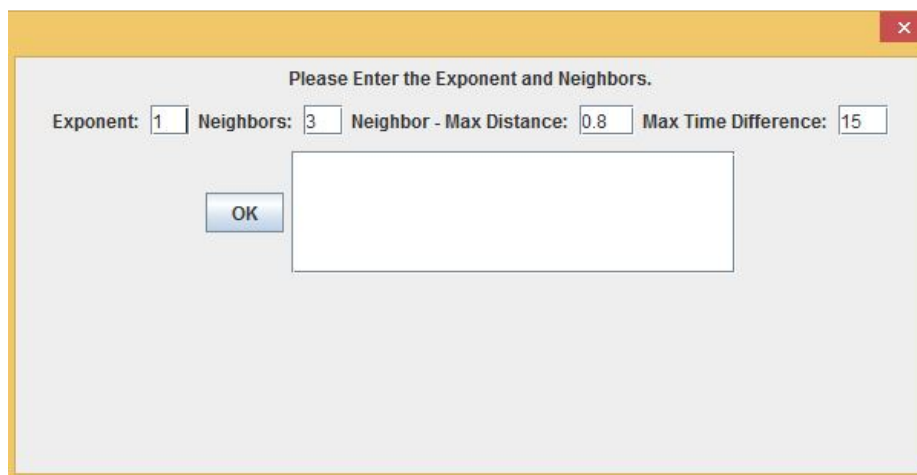 Please Enter the Exponent and Neighbors.
Exponent: 1 Neighbors: 3 Neighbor - Max Distance: 0.8 Max Time Difference: 15
OK